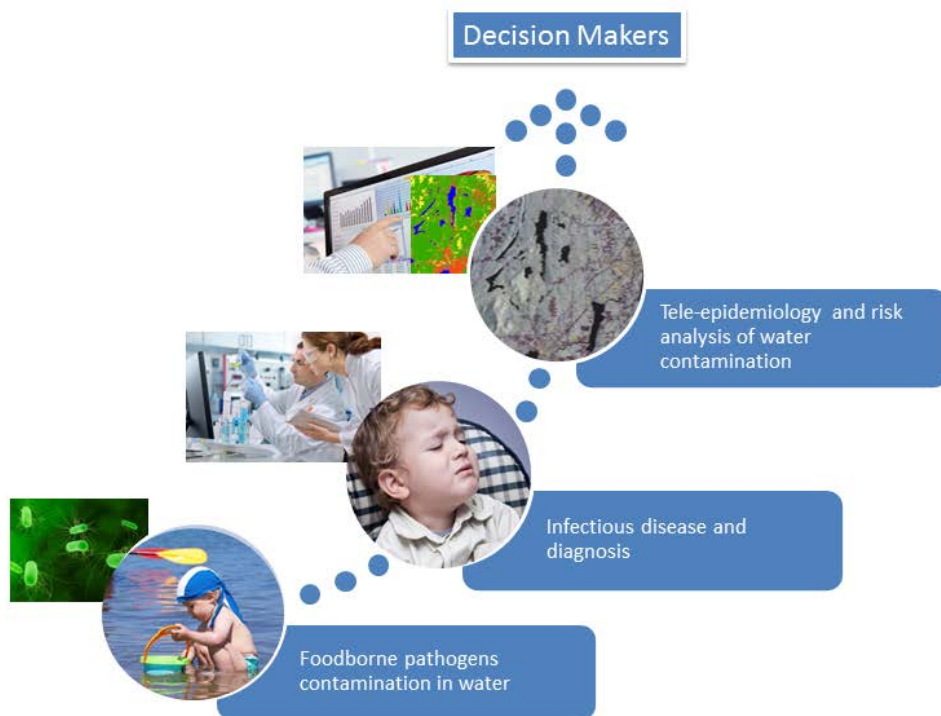 Decision Makers
Tele-epidemiology and risk
analysis of water
contamination
Infectious disease and
diagnosis
Foodborne pathogens
contamination in water